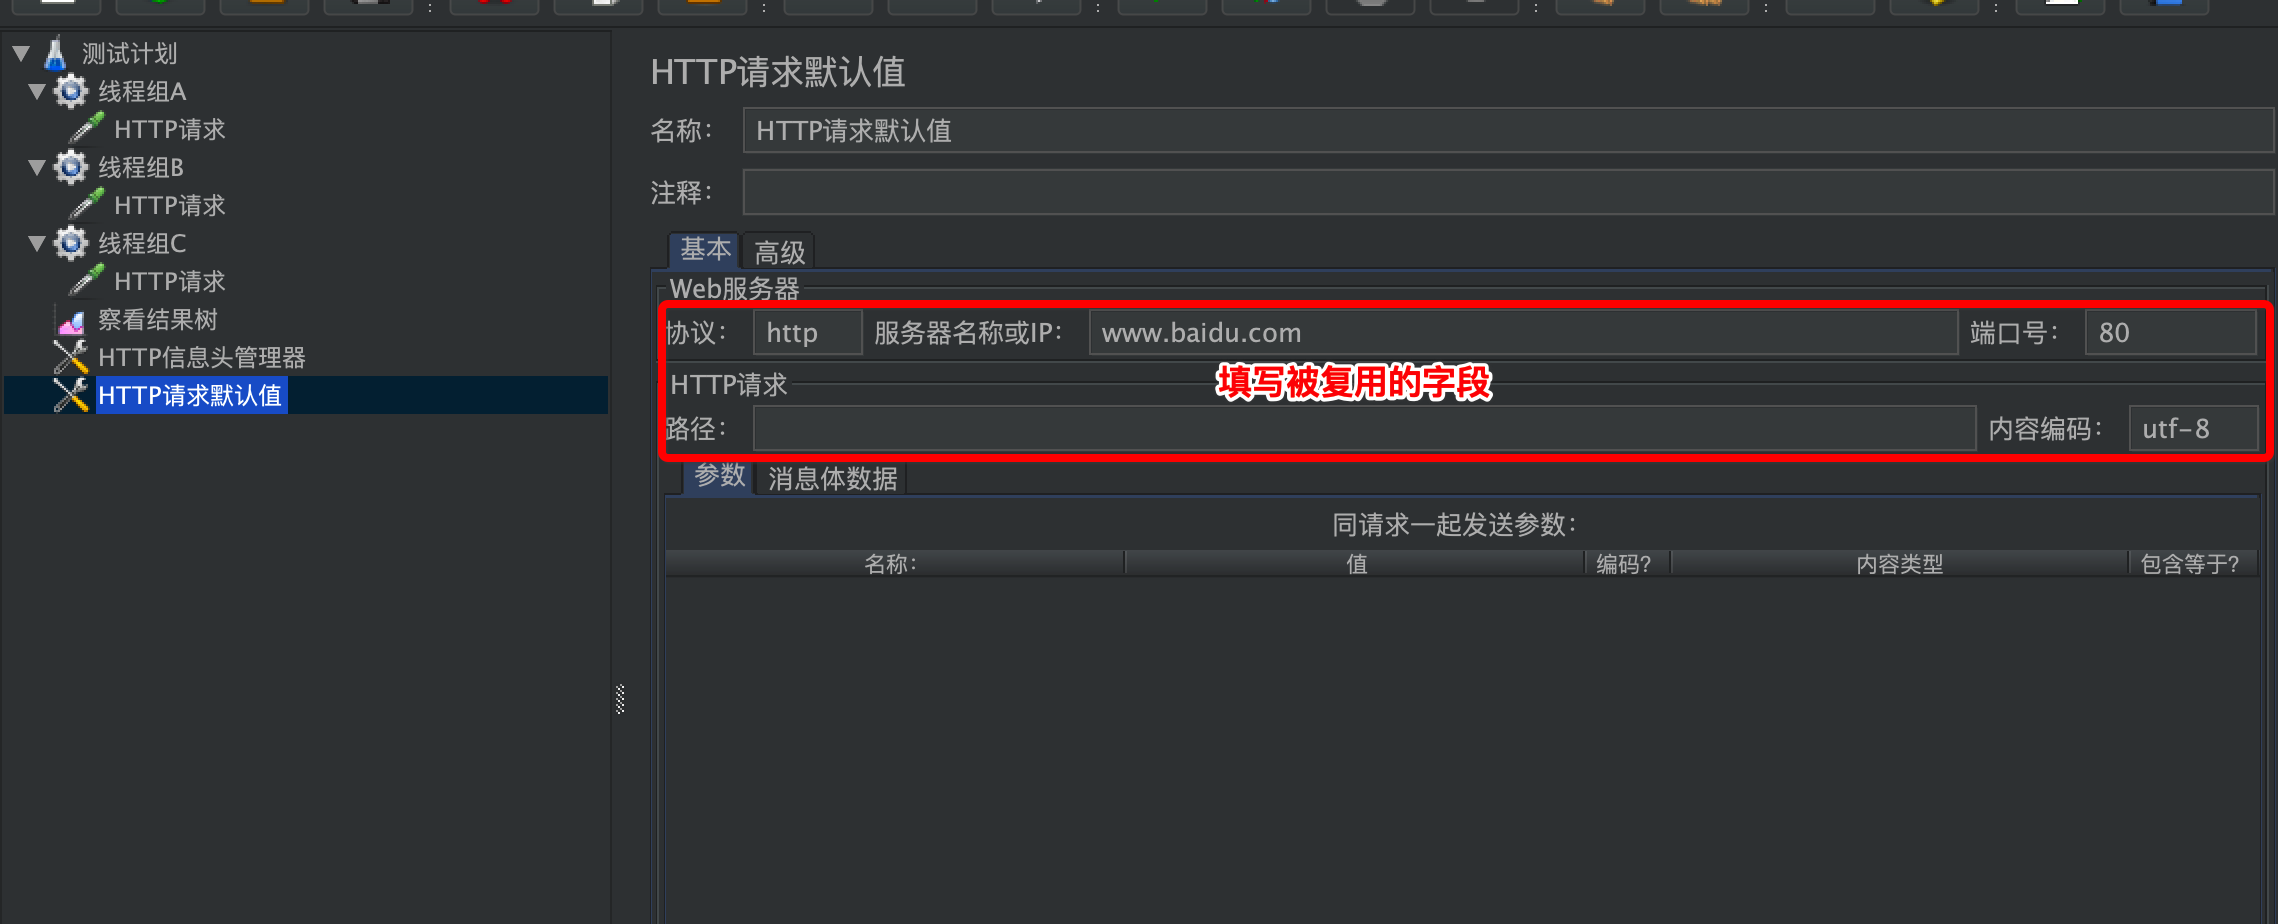 测试计划
线程组A
HTTP请求
线程组B
HTTP请求
线程组C
HTTP请求
察看结果树
HTTP信息头管理器
HTTP请求默认值
HTTP请求默认值
名称： HTTP请求默认值
注释：
基本 高级
Web服务器
协议： http 服务器名称或IP： www.baidu.com 端口号： 80
HTTP请求 填写被复用的字段
路径： 内容编码： utf-8
参数 消息体数据
同请求一起发送参数：
名称： 值 编码？ 内容类型 包含等于？